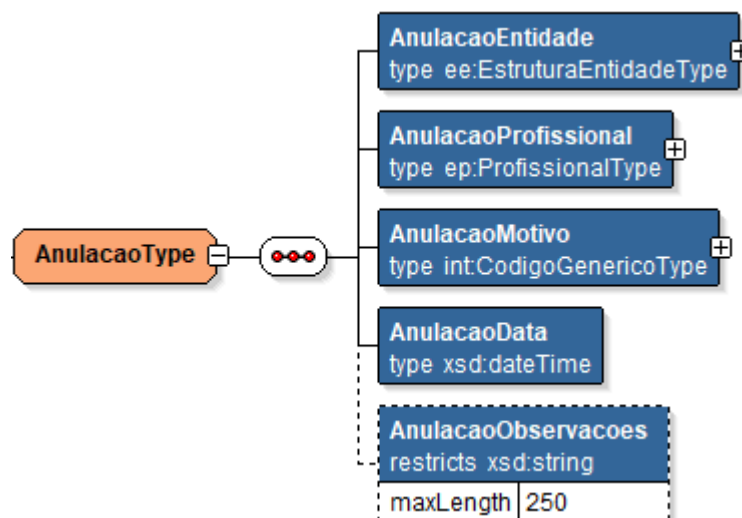 AnulacaoEntidade
type ee:EstruturaEntidadeType
AnulacaoProfissional
type ep:ProfissionalType
AnulacaoType
AnulacaoMotivo
type int:CodigoGenericoType
AnulacaoData
type xsd:dateTime
AnulacaoObservacoes
restricts xsd:string
maxLength 250